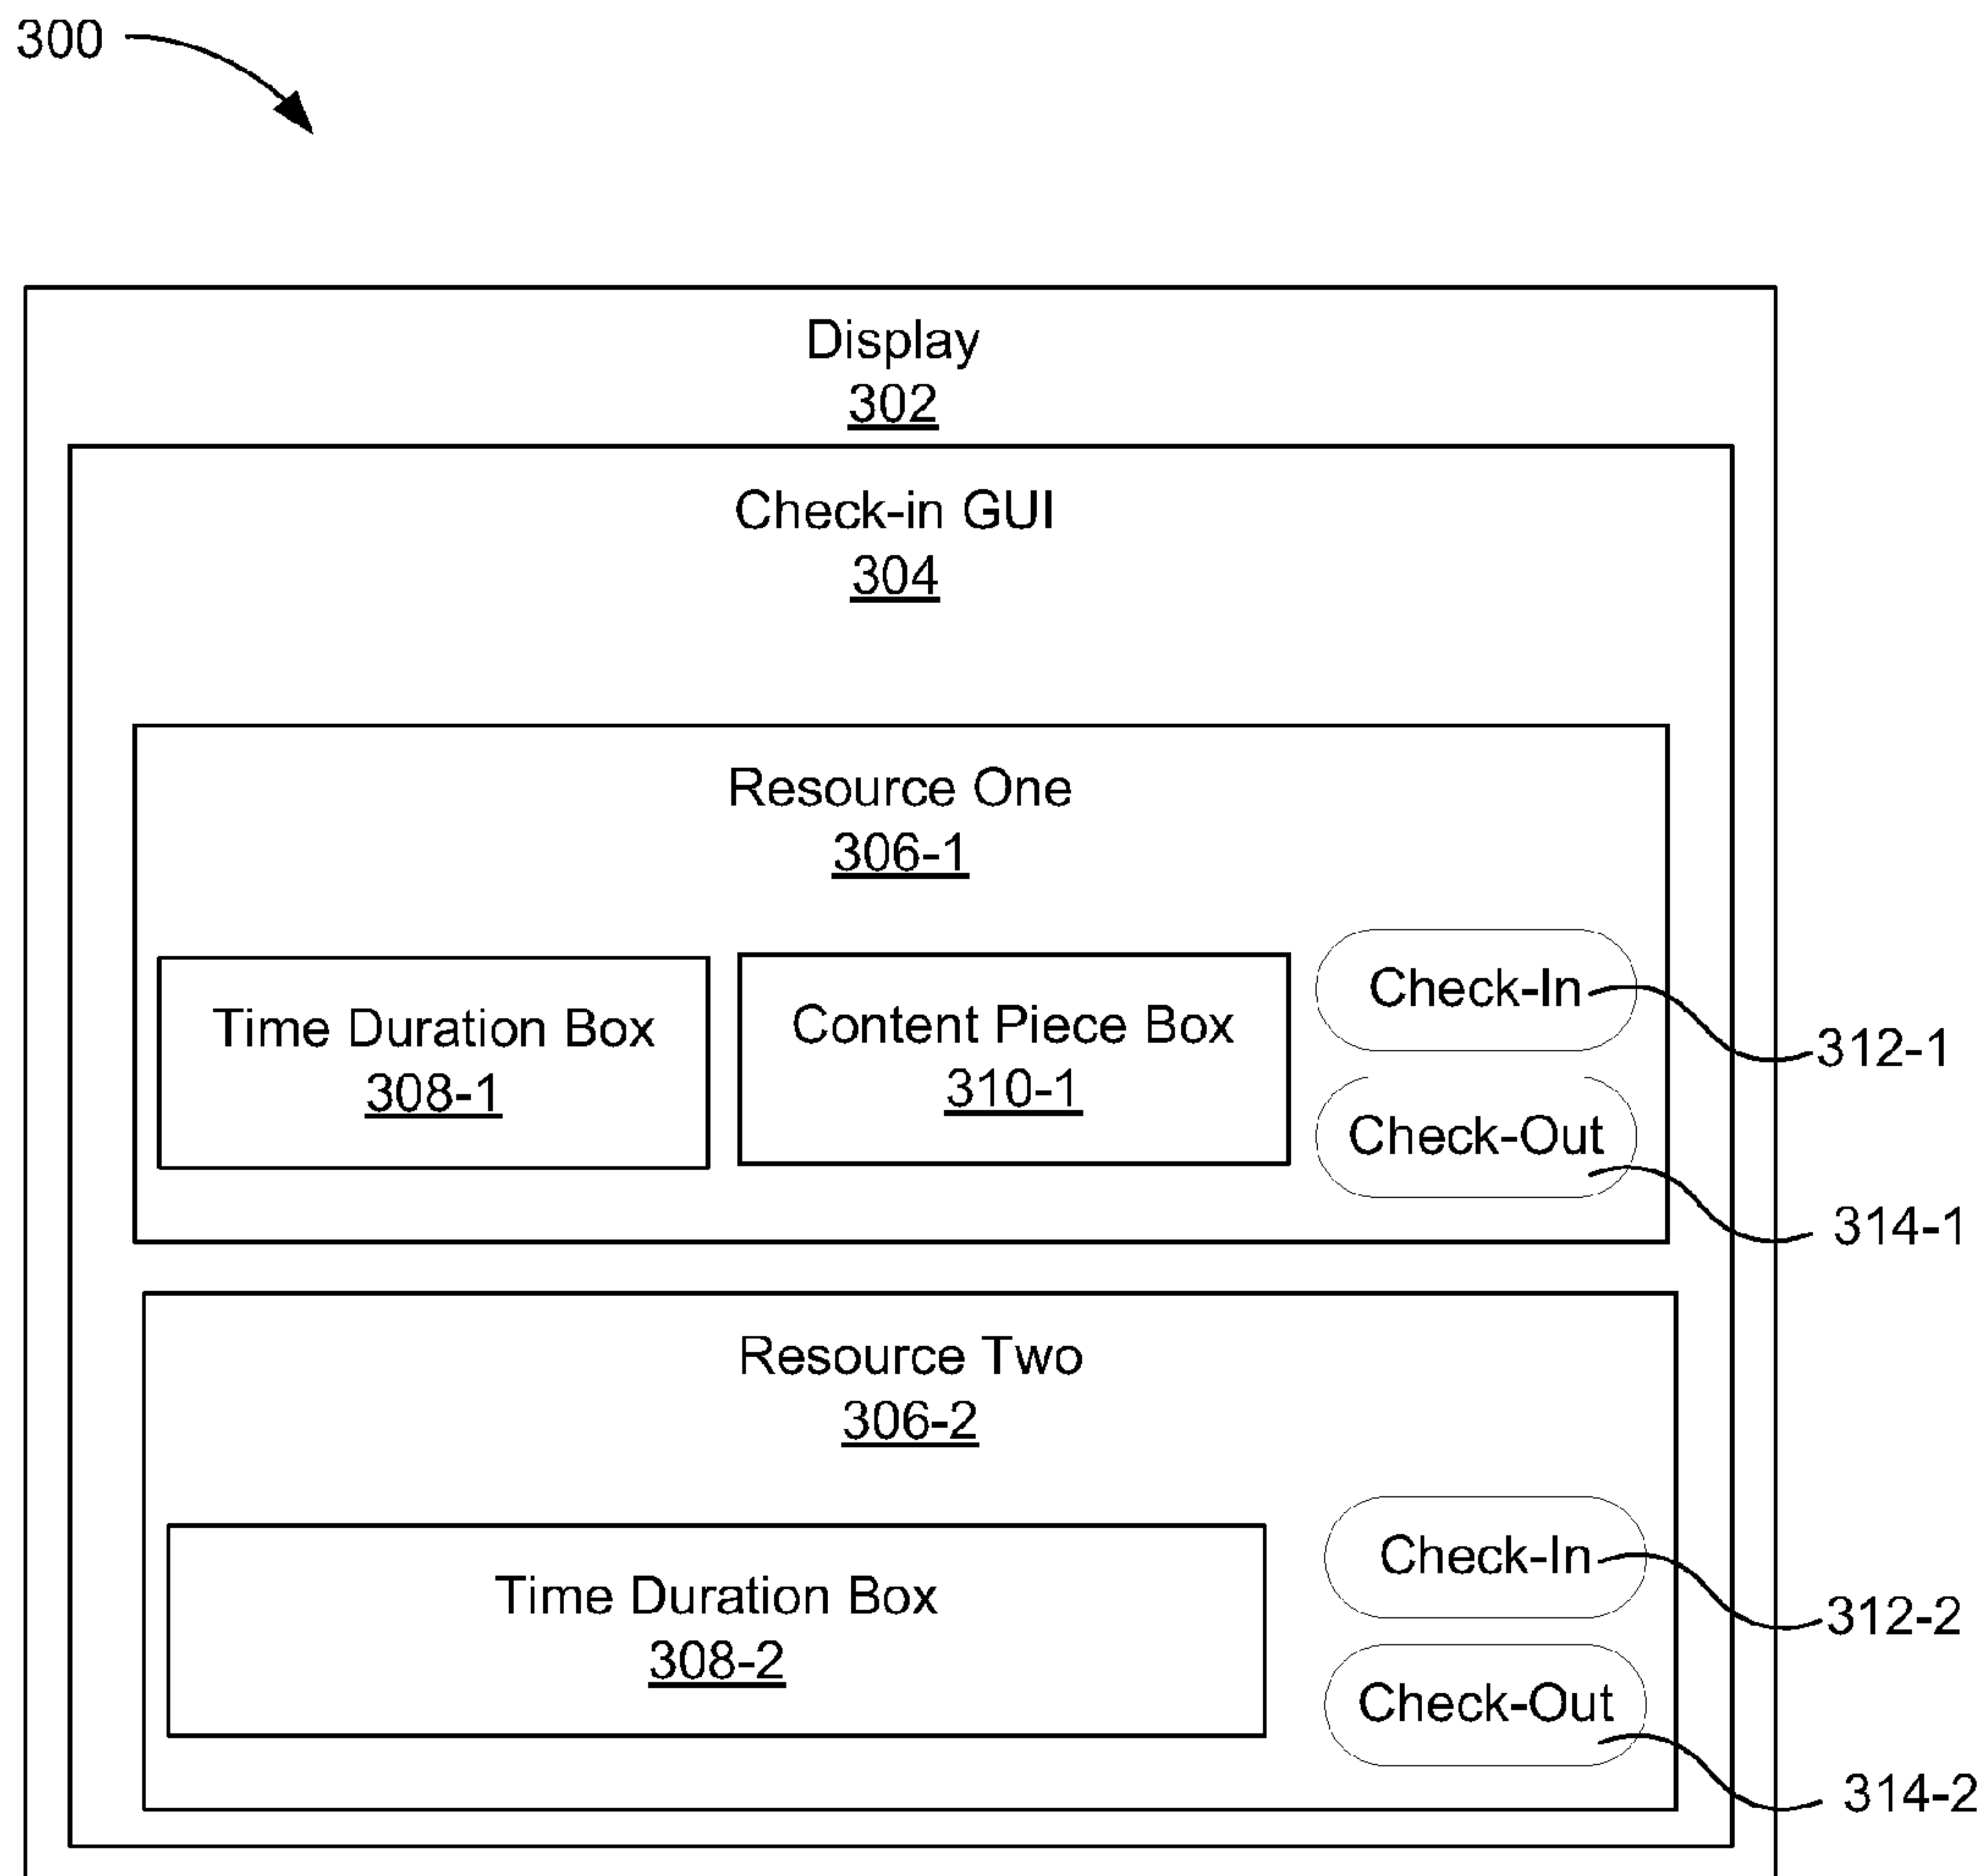 300
Display
302
Check-in GUI
304
Resource One
306-1
Time Duration Box
308-1
Content Piece Box
310-1
Check-In
312-1
Check-Out
314-1
Resource Two
306-2
Time Duration Box
308-2
Check-In
312-2
Check-Out
314-2